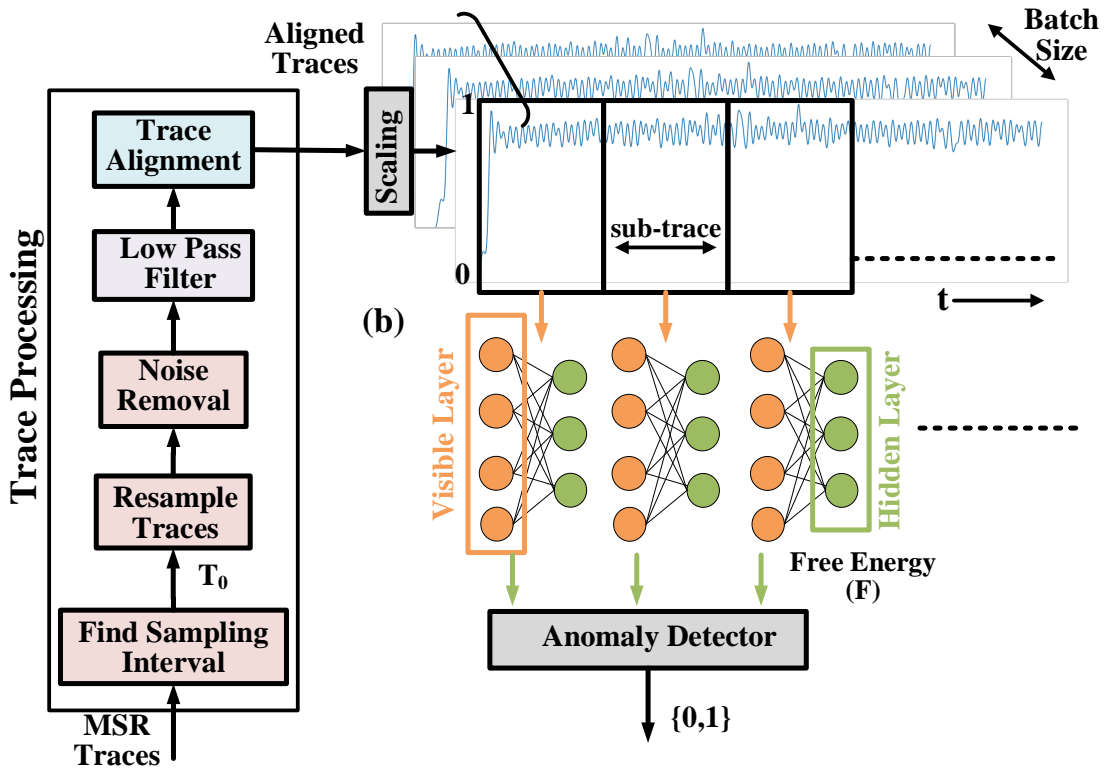 Aligned
Traces
Batch
Size
Trace Processing
Trace
Alignment
Low Pass
Filter
Noise
Removal
Resample
Traces
T₀
Find Sampling
Interval
MSR
Traces
Scaling
1
0
sub-trace
t
(b)
Visible Layer
Hidden Layer
Free Energy
(F)
Anomaly Detector
{0,1}